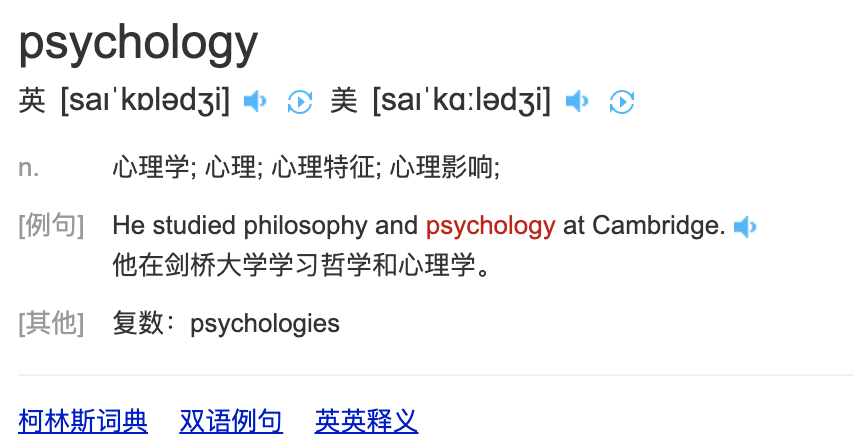 psychology
英 [saɪˈkɒlədʒi] 美 [saɪˈkɑːlədʒi]
n. 心理学; 心理; 心理特征; 心理影响;
[例句] He studied philosophy and psychology at Cambridge.
他在剑桥大学学习哲学和心理学。
[其他] 复数：psychologies
柯林斯词典 双语例句 英英释义